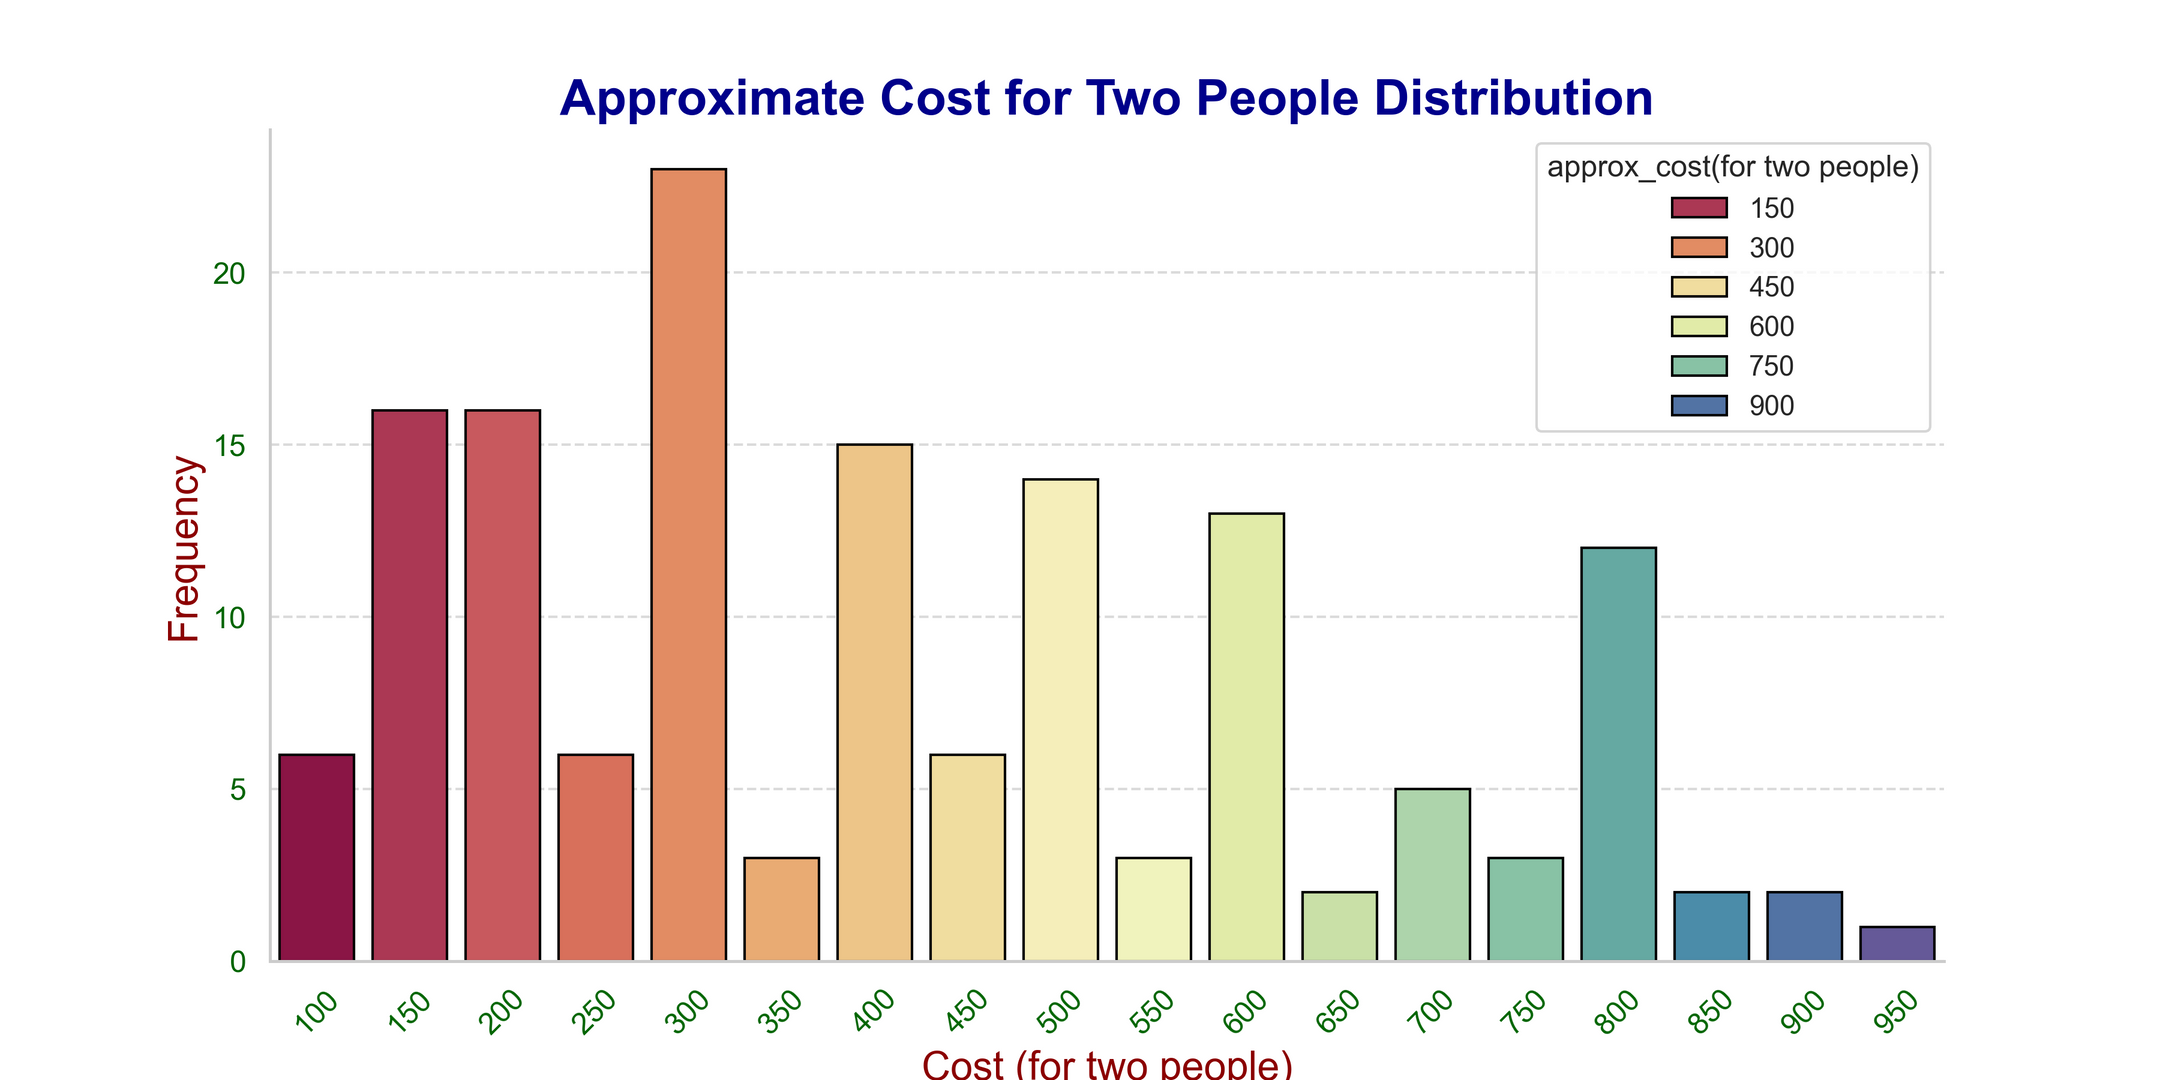 Approximate Cost for Two People Distribution
approx_cost(for two people)
150
300
450
600
750
900
Frequency
20
15
10
5
0
100 150 200 250 300 350 400 450 500 550 600 650 700 750 800 850 900 950
Cost (for two people)